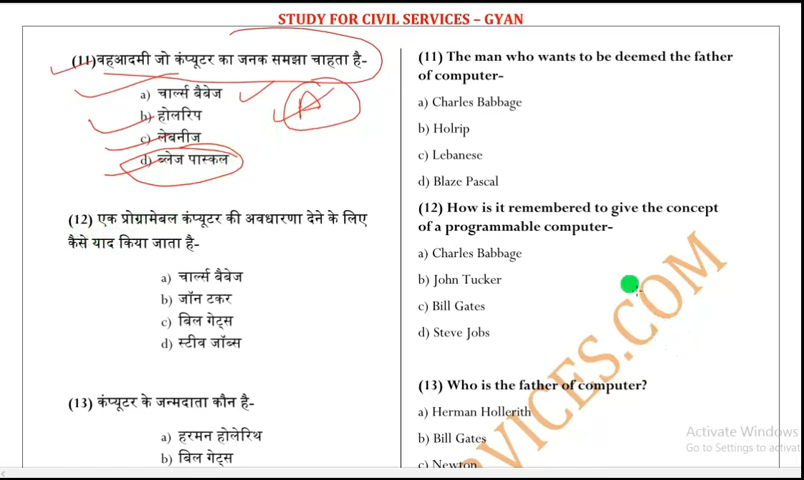 STUDY FOR CIVIL SERVICES – GYAN
(11)वहआदमी जो कंप्यूटर का जनक समझा चाहता है-
a) चार्ल्स बैबेज
b) होलरिप
c) लेबनीज
d) ब्लेज पास्कल
A
(12) एक प्रोग्रामेबल कंप्यूटर की अवधारणा देने के लिए
कैसे याद किया जाता है-
a) चार्ल्स बैबेज
b) जॉन टकर
c) बिल गेट्स
d) स्टीव जॉब्स
(13) कंप्यूटर के जन्मदाता कौन है-
a) हरमन होलेरिथ
b) बिल गेट्स
(11) The man who wants to be deemed the father
of computer-
a) Charles Babbage
b) Holrip
c) Lebanese
d) Blaze Pascal
(12) How is it remembered to give the concept
of a programmable computer-
a) Charles Babbage
b) John Tucker
c) Bill Gates
d) Steve Jobs
(13) Who is the father of computer?
a) Herman Hollerith
b) Bill Gates
c) Newton
RVICES.COM
Activate Windows
Go to Settings to activat